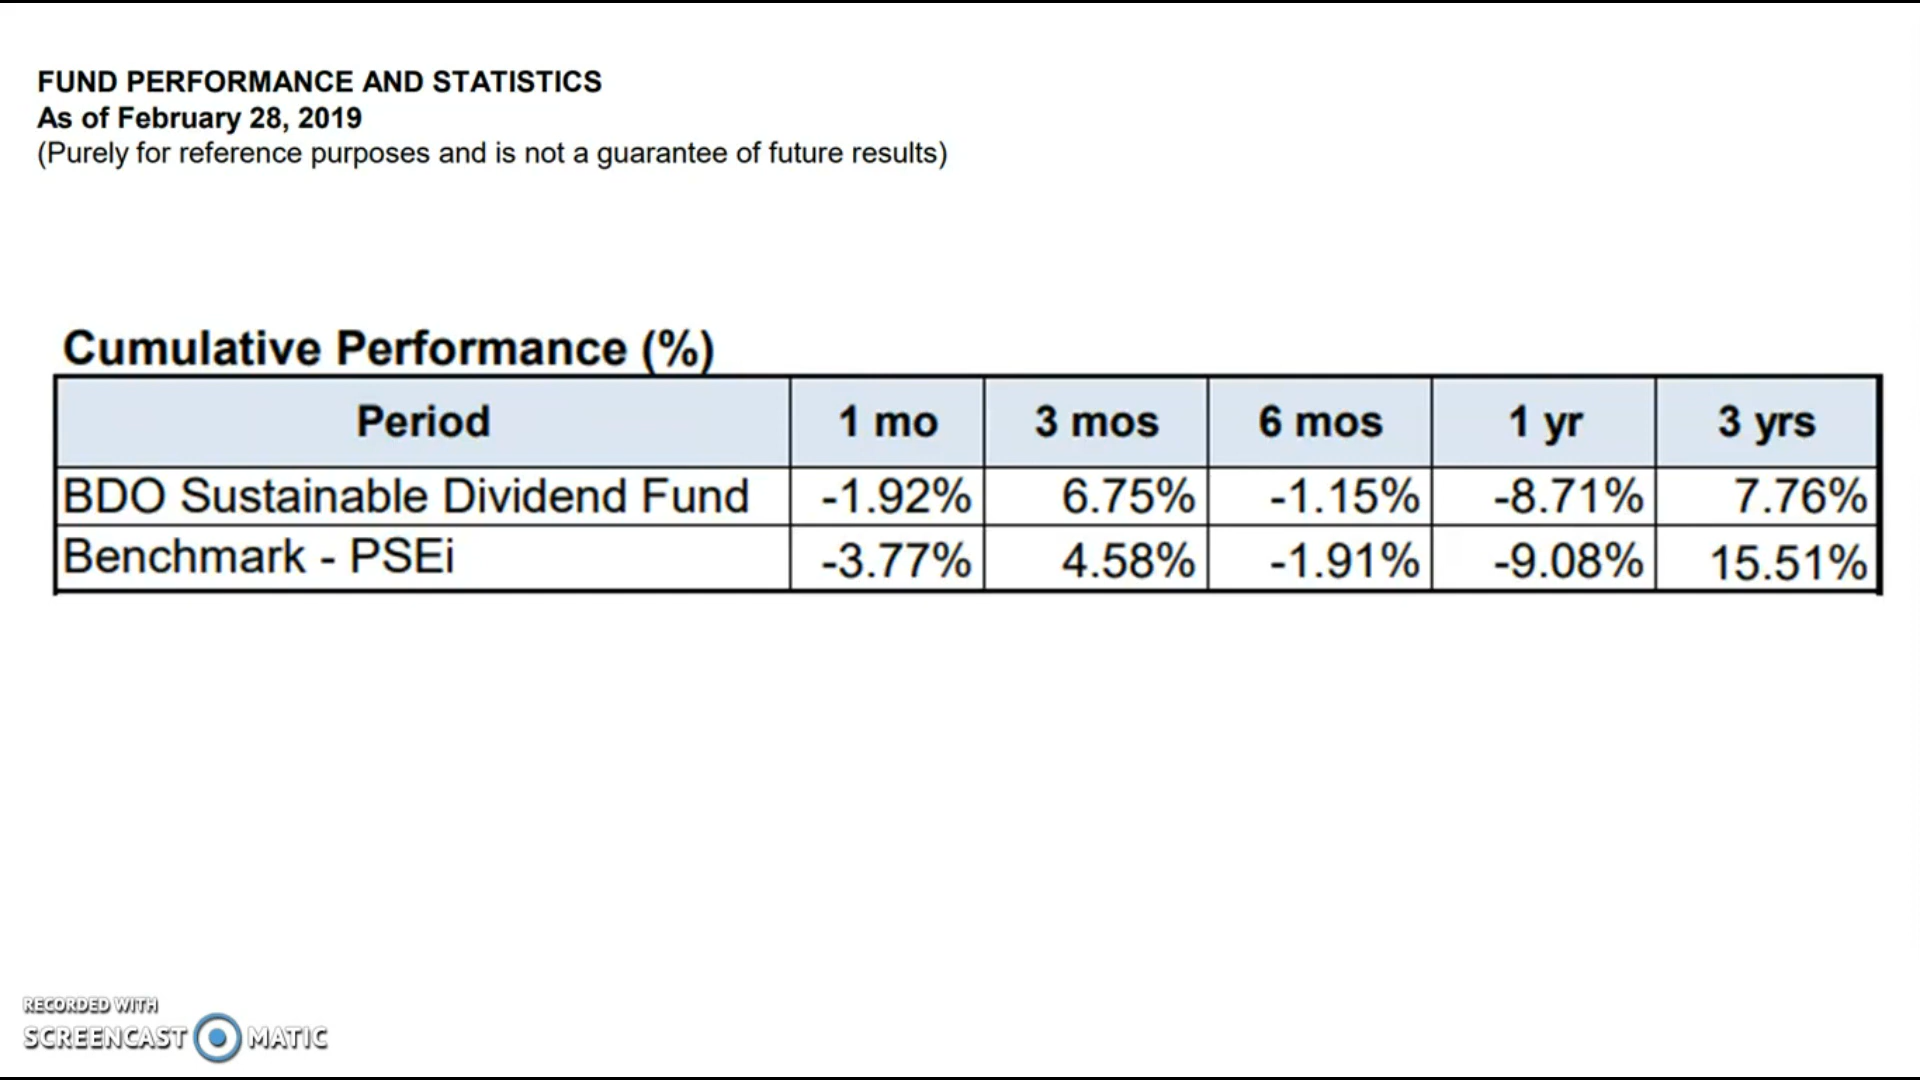 FUND PERFORMANCE AND STATISTICS
As of February 28, 2019
(Purely for reference purposes and is not a guarantee of future results)
Cumulative Performance (%)
Period 1 mo 3 mos 6 mos 1 yr 3 yrs
BDO Sustainable Dividend Fund -1.92% 6.75% -1.15% -8.71% 7.76%
Benchmark - PSEi -3.77% 4.58% -1.91% -9.08% 15.51%
RECORDED WITH
SCREENCAST MATIC